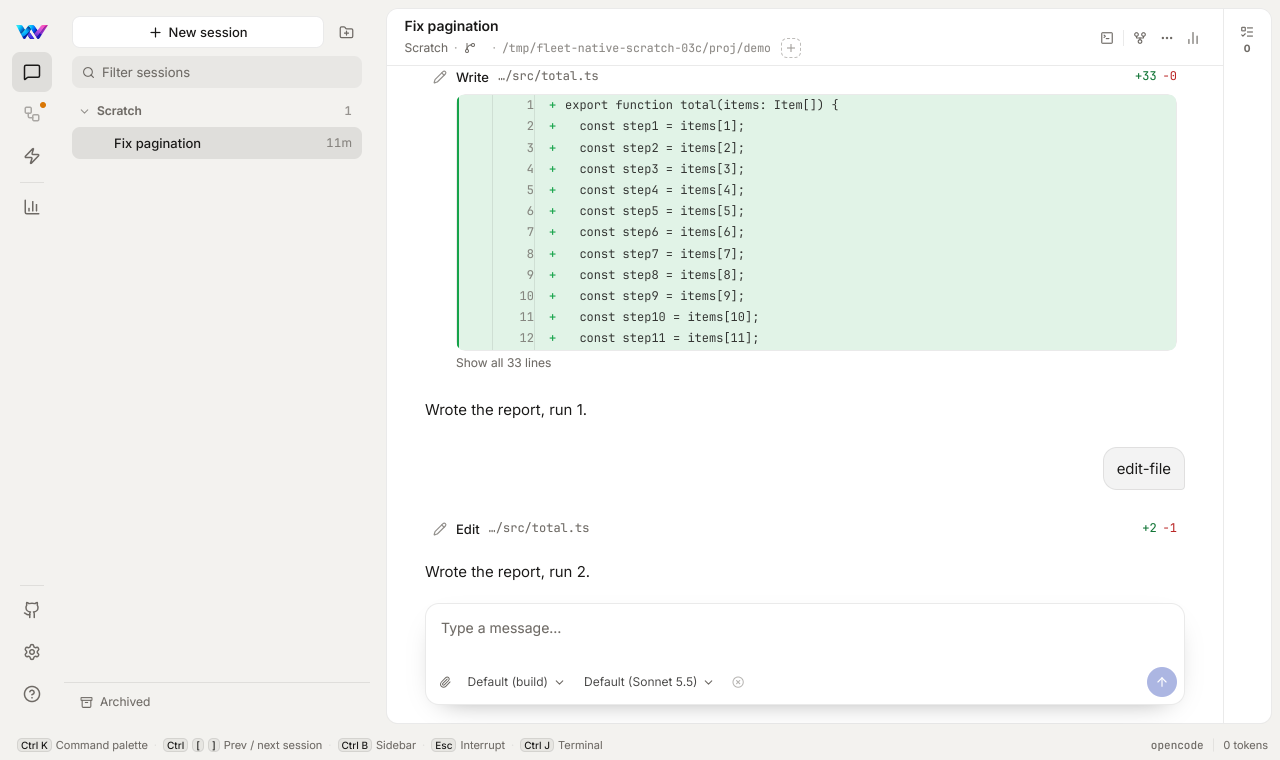 New session
Filter sessions
Scratch 1
Fix pagination 11m
Archived
Fix pagination
Scratch · · /tmp/fleet-native-scratch-03c/proj/demo
0
Write …/src/total.ts +33 -0
1 + export function total(items: Item[]) {
2 + const step1 = items[1];
3 + const step2 = items[2];
4 + const step3 = items[3];
5 + const step4 = items[4];
6 + const step5 = items[5];
7 + const step6 = items[6];
8 + const step7 = items[7];
9 + const step8 = items[8];
10 + const step9 = items[9];
11 + const step10 = items[10];
12 + const step11 = items[11];
Show all 33 lines
Wrote the report, run 1.
edit-file
Edit …/src/total.ts +2 -1
Wrote the report, run 2.
Type a message…
Default (build) Default (Sonnet 5.5)
Ctrl K Command palette Ctrl [ ] Prev / next session Ctrl B Sidebar Esc Interrupt Ctrl J Terminal opencode 0 tokens